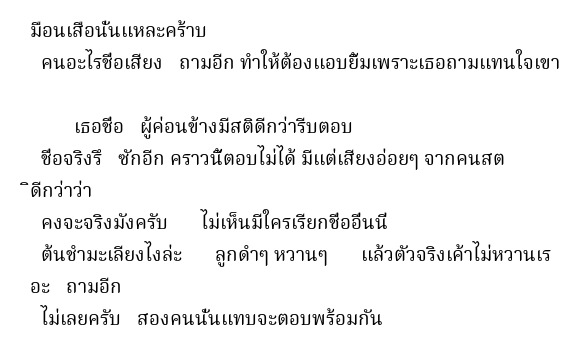 มือนเสือนั่นแหละคร้าบ
คนอะไรชื่อเสียง ถามอีก ทำให้ต้องแอบยิ้มเพราะเธอถามแทนใจเขา
เธอชื่อ ผู้ค่อนข้างมีสติดีกว่ารีบตอบ
ชื่อจริงรึ ซักอีก คราวนี้ตอบไม่ได้ มีแต่เสียงอ่อยๆ จากคนสต
ิดีกว่าว่า
คงจะจริงมังครับ ไม่เห็นมีใครเรียกชื่ออื่นนี่
ต้นชำมะเลียงไงล่ะ ลูกดำๆ หวานๆ แล้วตัวจริงเค้าไม่หวานเร
อะ ถามอีก
ไม่เลยครับ สองคนนั้นแทบจะตอบพร้อมกัน